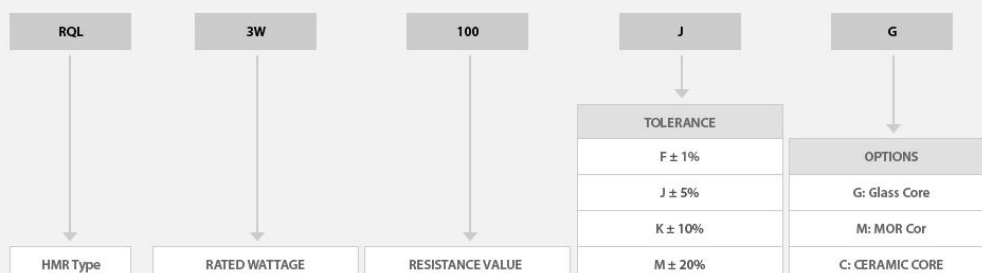 RQL 3W 100 J G
TOLERANCE
F ± 1%
OPTIONS
J ± 5%
G: Glass Core
K ± 10%
M: MOR Cor
HMR Type RATED WATTAGE RESISTANCE VALUE M ± 20% C: CERAMIC CORE